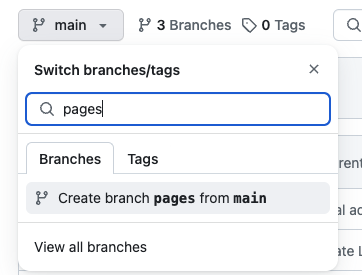 main 3 Branches 0 Tags
Switch branches/tags
pages
Branches Tags
Create branch pages from main
View all branches